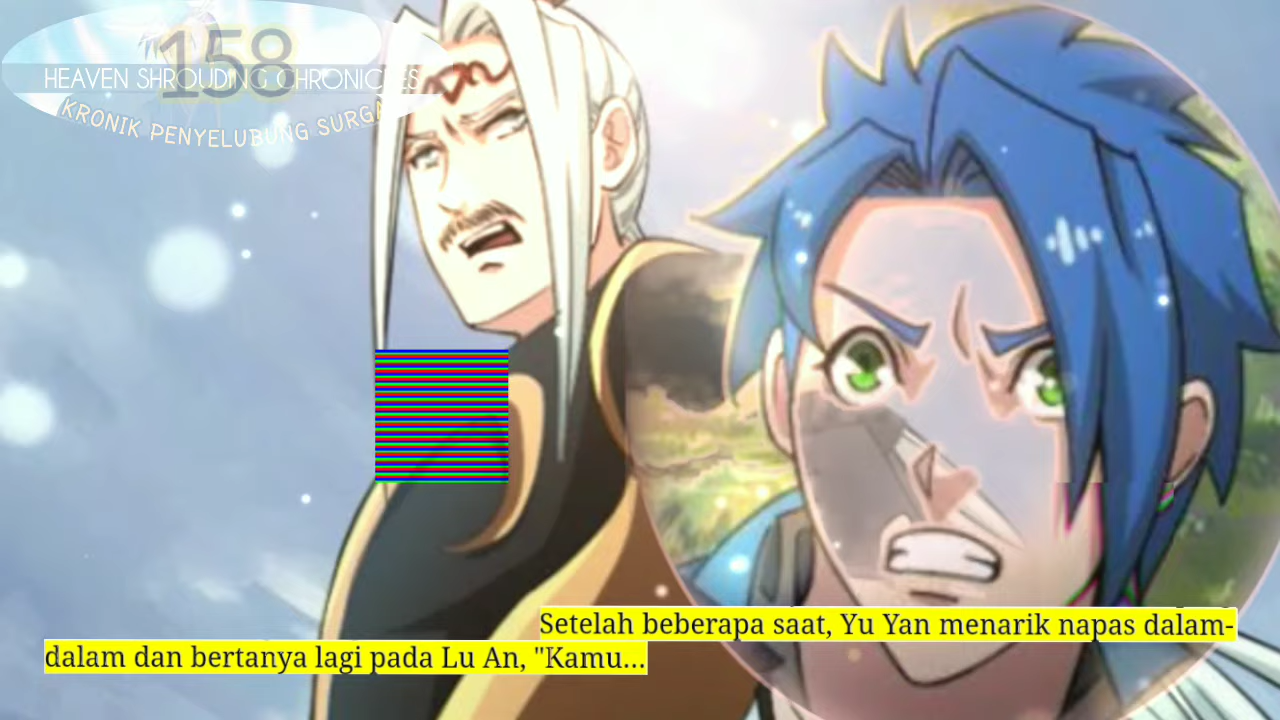 158
HEAVEN SHROUDING CHRONICLES
KRONIK PENYELUBUNG SURGA
Setelah beberapa saat, Yu Yan menarik napas dalam-
dalam dan bertanya lagi pada Lu An, "Kamu...